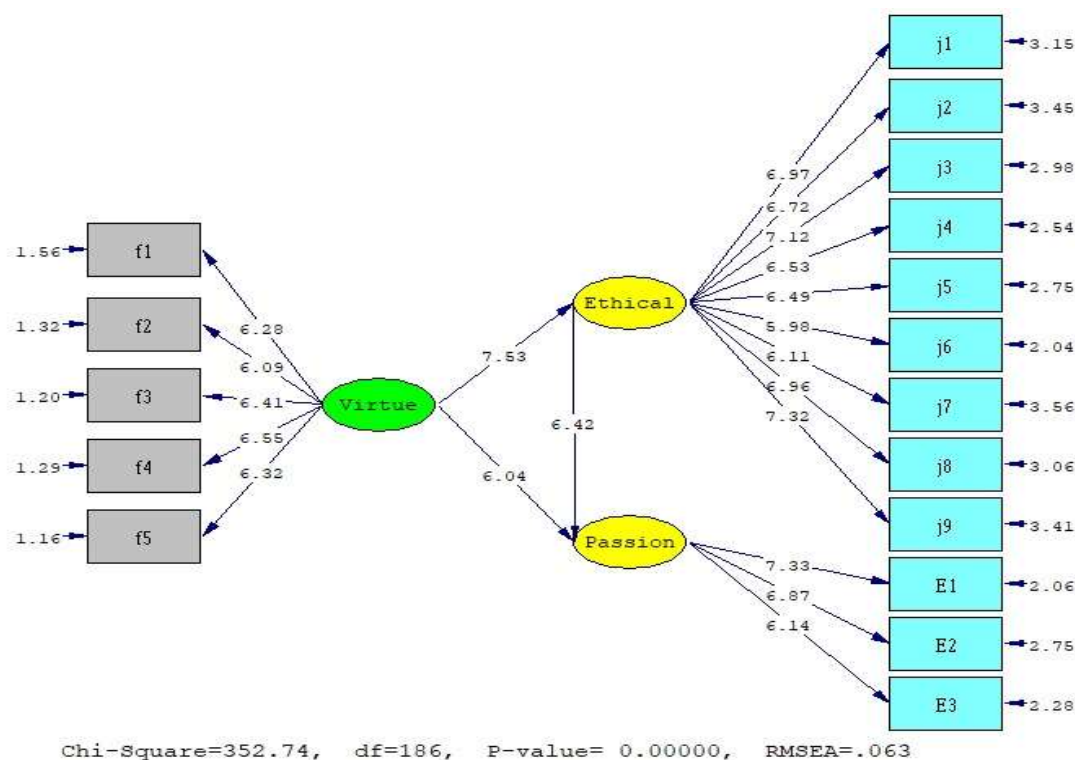 j1
3.15
j2
3.45
j3
2.98
j4
2.54
j5
2.75
j6
2.04
j7
3.56
j8
3.06
j9
3.41
E1
2.06
E2
2.75
E3
2.28
6.97
6.72
7.12
6.53
6.49
5.98
6.11
6.96
7.32
7.33
6.87
6.14
Ethical
Passion
7.53
6.42
6.04
Virtue
6.28
6.09
6.41
6.55
6.32
1.56
f1
1.32
f2
1.20
f3
1.29
f4
1.16
f5
Chi-Square=352.74, df=186, P-value= 0.00000, RMSEA=.063